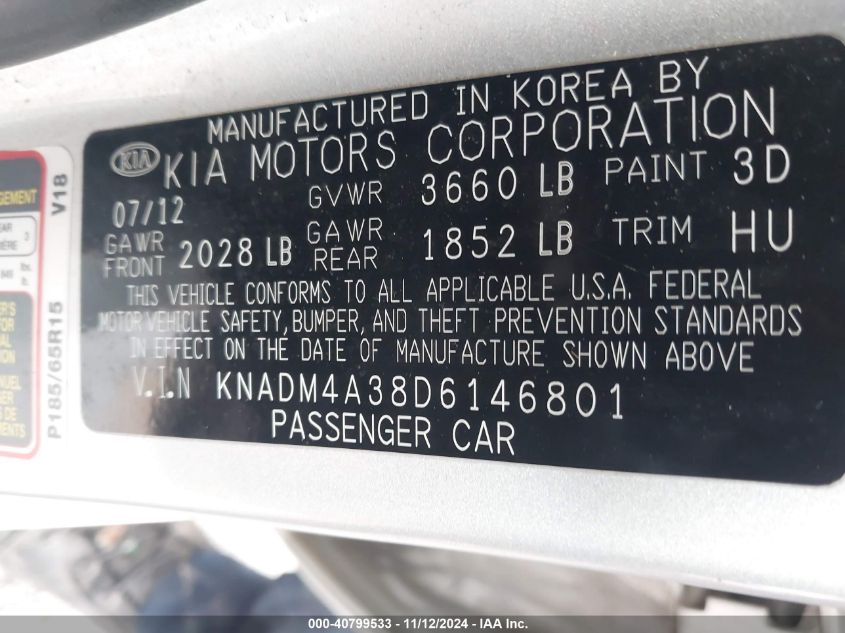 MANUFACTURED IN KOREA BY
KIA KIA MOTORS CORPORATION
07/12 GVWR 3660 LB PAINT 3D
GAWR FRONT 2028 LB GAWR REAR 1852 LB TRIM HU
THIS VEHICLE CONFORMS TO ALL APPLICABLE U.S.A. FEDERAL
MOTOR VEHICLE SAFETY, BUMPER, AND THEFT PREVENTION STANDARDS
IN EFFECT ON THE DATE OF MANUFACTURE SHOWN ABOVE
V.I.N KNADM4A38D6146801
PASSENGER CAR
P185/65R15 V18
000-40799533 - 11/12/2024 - IAA Inc.